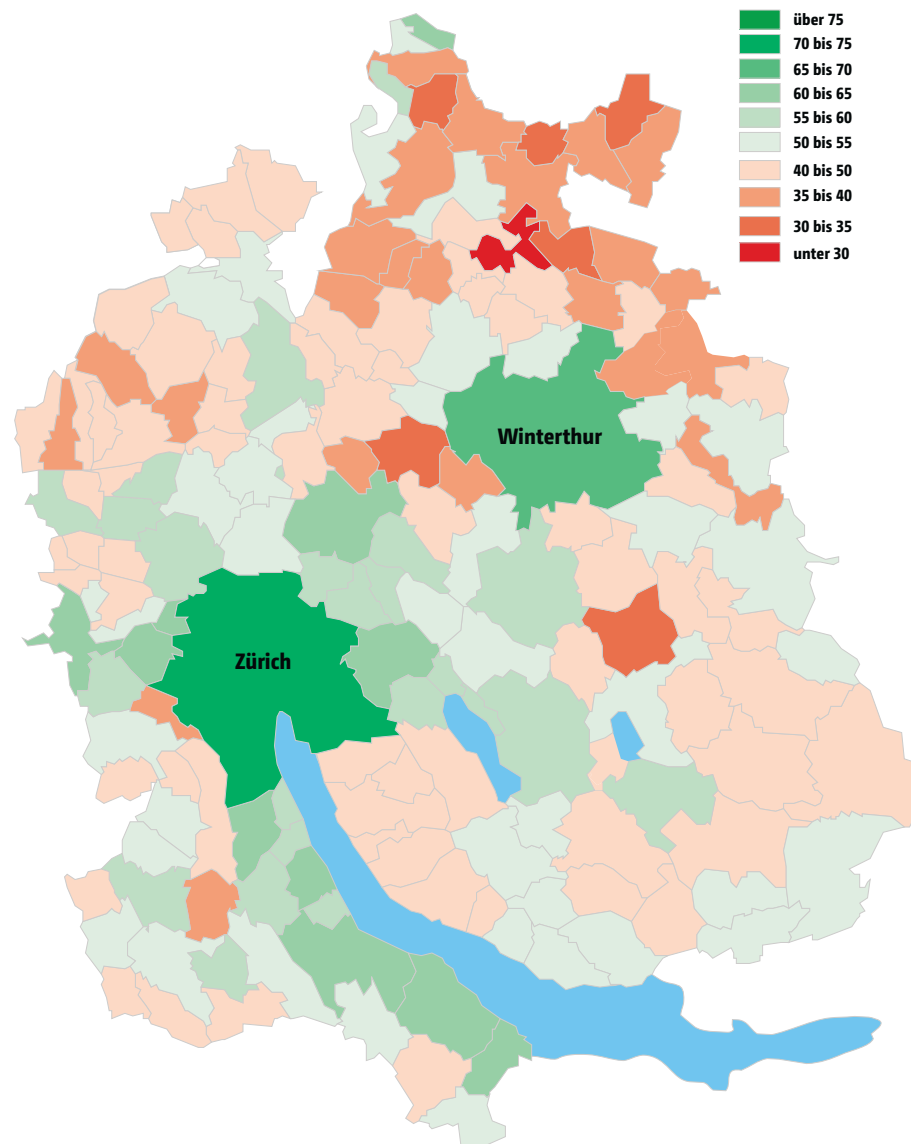 über 75
70 bis 75
65 bis 70
60 bis 65
55 bis 60
50 bis 55
40 bis 50
35 bis 40
30 bis 35
unter 30
Winterthur
Zürich